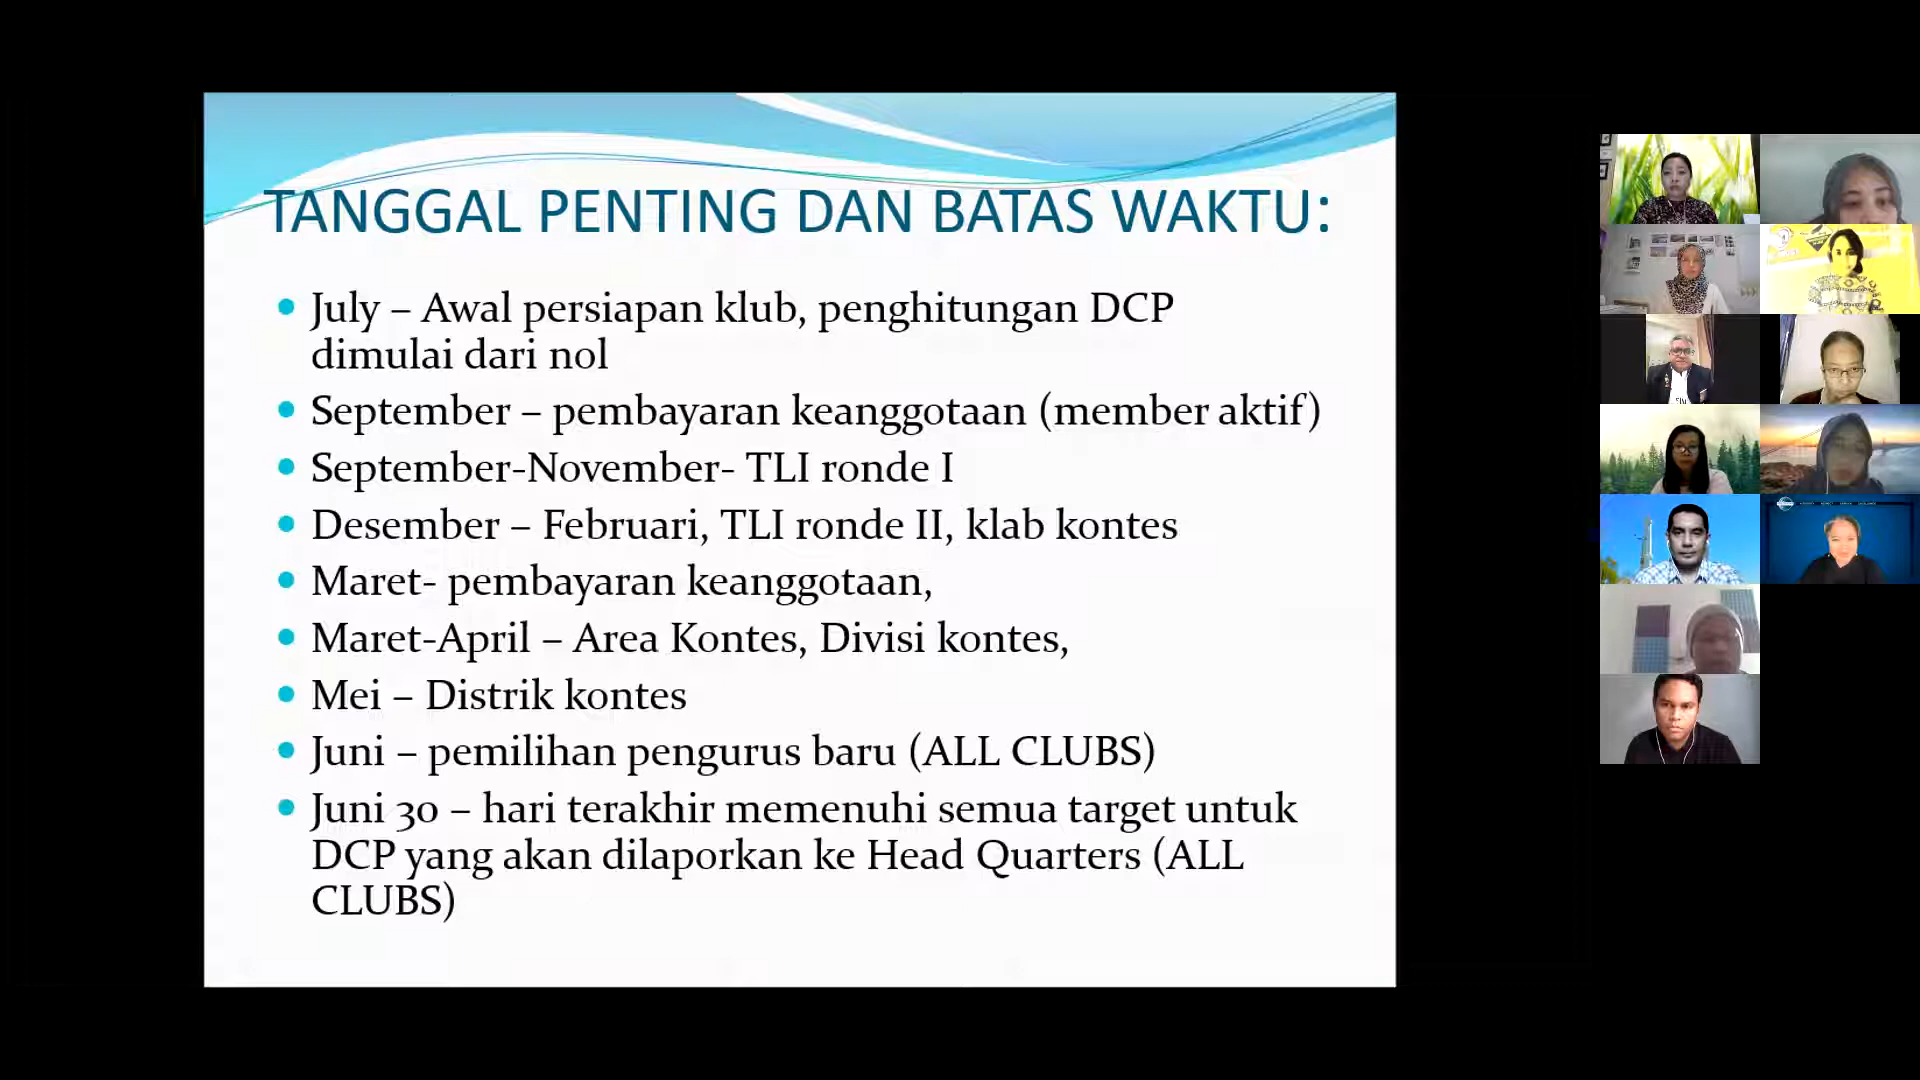 TANGGAL PENTING DAN BATAS WAKTU:
July – Awal persiapan klub, penghitungan DCP
dimulai dari nol
September – pembayaran keanggotaan (member aktif)
September-November- TLI ronde I
Desember – Februari, TLI ronde II, klab kontes
Maret- pembayaran keanggotaan,
Maret-April – Area Kontes, Divisi kontes,
Mei – Distrik kontes
Juni – pemilihan pengurus baru (ALL CLUBS)
Juni 30 – hari terakhir memenuhi semua target untuk
DCP yang akan dilaporkan ke Head Quarters (ALL
CLUBS)